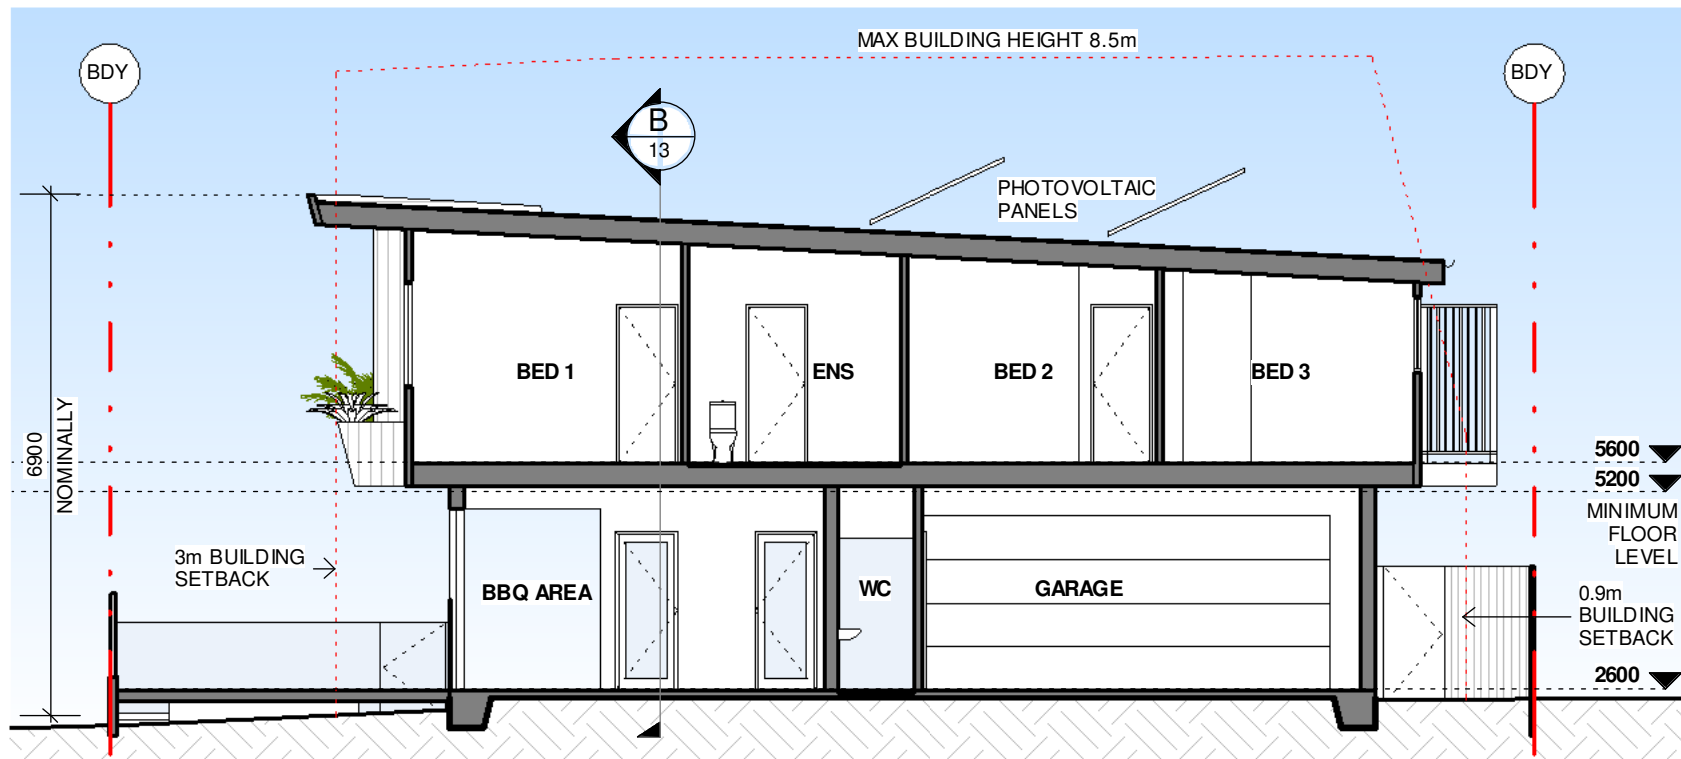 MAX BUILDING HEIGHT 8.5m
BDY
BDY
B
13
PHOTOVOLTAIC
PANELS
BED 1
ENS
BED 2
BED 3
6900
NOMINALLY
5600
5200
MINIMUM
FLOOR
LEVEL
3m BUILDING
SETBACK
BBQ AREA
WC
GARAGE
0.9m
BUILDING
SETBACK
2600